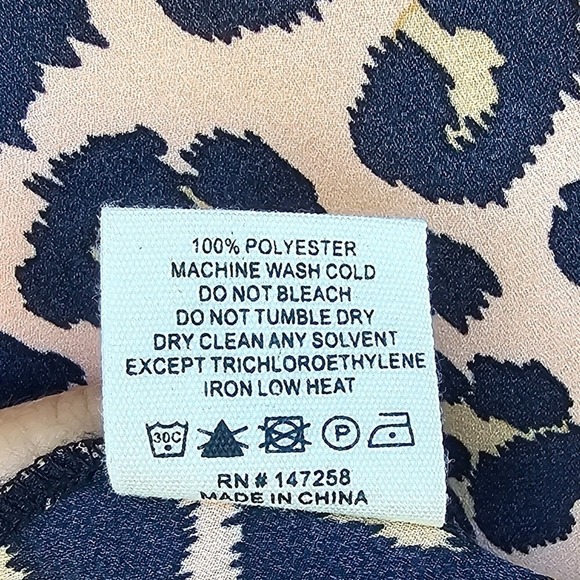 100% POLYESTER
MACHINE WASH COLD
DO NOT BLEACH
DO NOT TUMBLE DRY
DRY CLEAN ANY SOLVENT
EXCEPT TRICHLOROETHYLENE
IRON LOW HEAT
30C P
RN # 147258
MADE IN CHINA